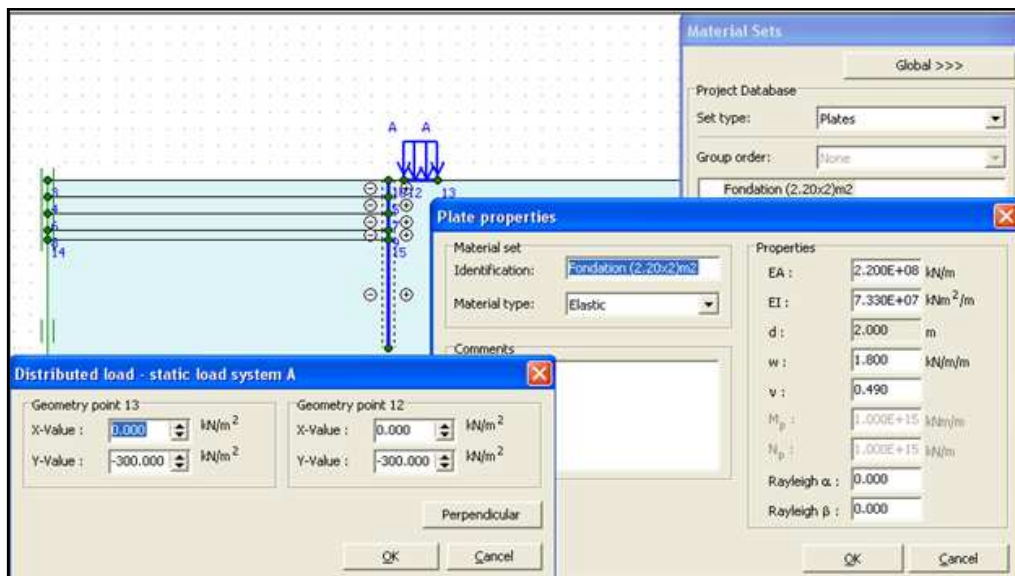 Material Sets
Global >>>
Project Database
Set type: Plates
Group order: None
Fondation (2.20x2)m2
A A
3
4
14
12 13
5
7
15
Plate properties
Material set
Identification: Fondation (2.20x2)m2
Material type: Elastic
Comments
Properties
EA : 2.200E+08 kN/m
EI : 7.330E+07 kNm²/m
d : 2.000 m
w : 1.800 kN/m/m
ν : 0.490
Mp : 1.000E+15 kNm/m
Np : 1.000E+15 kN/m
Rayleigh α : 0.000
Rayleigh β : 0.000
OK Cancel
Distributed load - static load system A
Geometry point 13
X-Value : 0.000 kN/m²
Y-Value : -300.000 kN/m²
Geometry point 12
X-Value : 0.000 kN/m²
Y-Value : -300.000 kN/m²
Perpendicular
OK Cancel